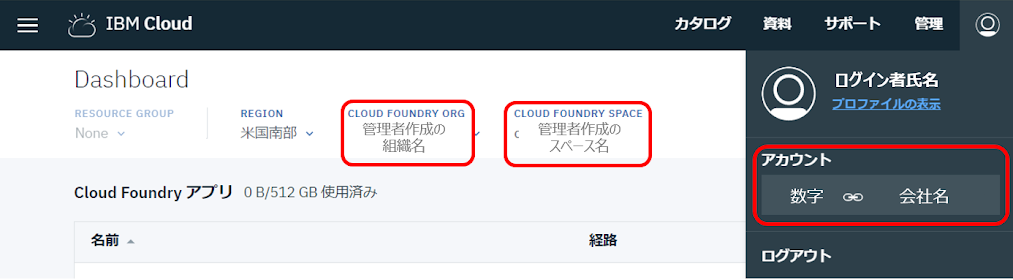 IBM Cloud
カタログ 資料 サポート 管理
Dashboard
RESOURCE GROUP
None
REGION
米国南部
CLOUD FOUNDRY ORG
管理者作成の
組織名
CLOUD FOUNDRY SPACE
管理者作成の
スペース名
ログイン者氏名
プロファイルの表示
アカウント
数字 会社名
ログアウト
Cloud Foundry アプリ 0 B/512 GB 使用済み
名前 経路